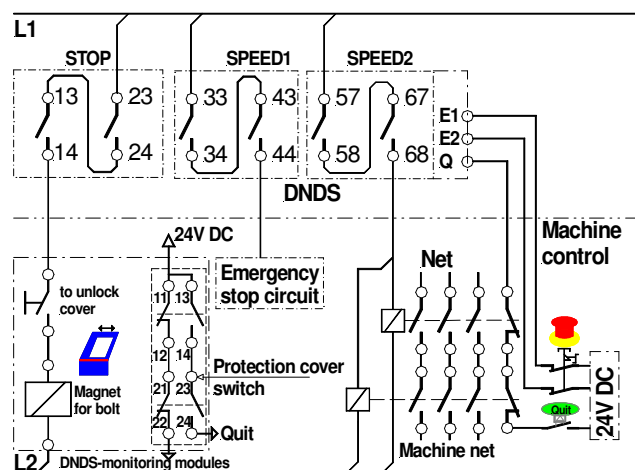 L1
STOP SPEED1 SPEED2
13 23 33 43 57 67
E1
E2
14 24 34 44 58 68 Q
DNDS
24V DC
Net
Machine
control
Emergency
stop circuit
to unlock
cover
11 13
12 14
Protection cover
switch
21 23
Magnet
for bolt
22 24
Quit
Quit
24V DC
Machine net
L2
DNDS-monitoring modules